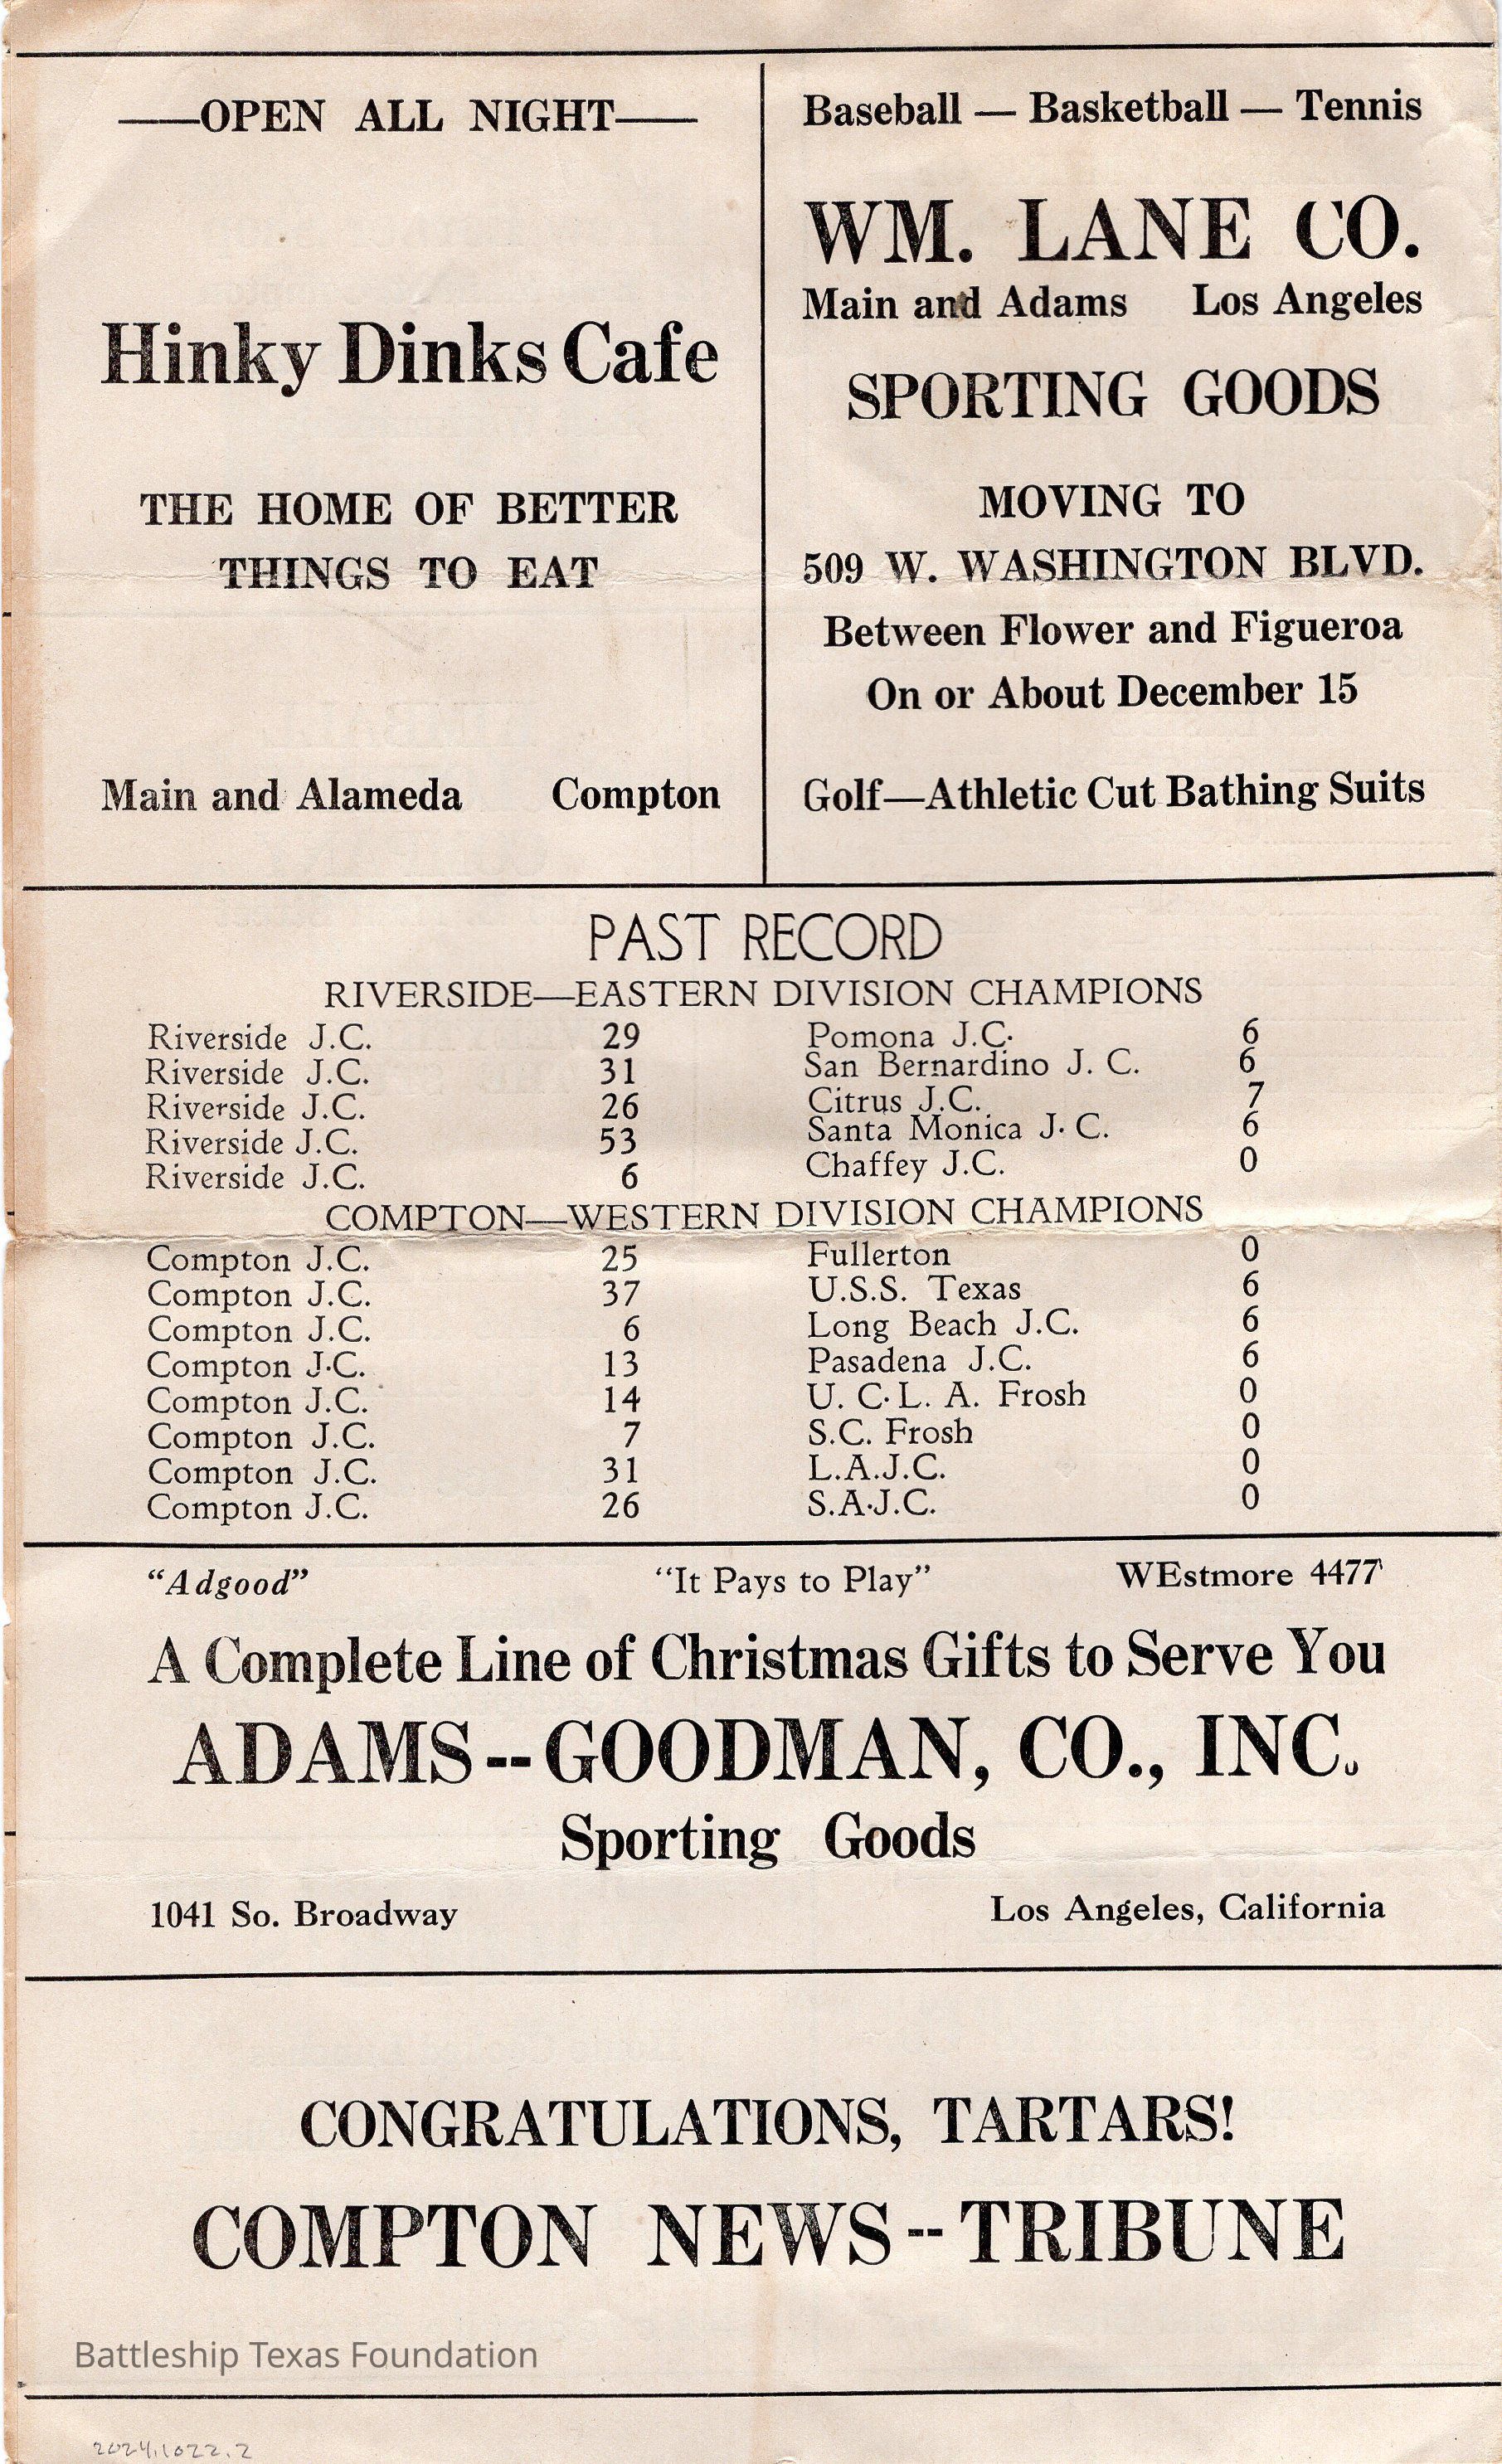 ——OPEN ALL NIGHT——
Hinky Dinks Cafe
THE HOME OF BETTER
THINGS TO EAT
Main and Alameda Compton
Baseball — Basketball — Tennis
WM. LANE CO.
Main and Adams Los Angeles
SPORTING GOODS
MOVING TO
509 W. WASHINGTON BLVD.
Between Flower and Figueroa
On or About December 15
Golf—Athletic Cut Bathing Suits
PAST RECORD
RIVERSIDE—EASTERN DIVISION CHAMPIONS
Riverside J.C. 29 Pomona J.C. 6
Riverside J.C. 31 San Bernardino J. C. 6
Riverside J.C. 26 Citrus J.C. 7
Riverside J.C. 53 Santa Monica J. C. 6
Riverside J.C. 6 Chaffey J.C. 0
COMPTON—WESTERN DIVISION CHAMPIONS
Compton J.C. 25 Fullerton 0
Compton J.C. 37 U.S.S. Texas 6
Compton J.C. 6 Long Beach J.C. 6
Compton J.C. 13 Pasadena J.C. 6
Compton J.C. 14 U. C. L. A. Frosh 0
Compton J.C. 7 S.C. Frosh 0
Compton J.C. 31 L.A.J.C. 0
Compton J.C. 26 S.A.J.C. 0
"Adgood" "It Pays to Play" WEstmore 4477
A Complete Line of Christmas Gifts to Serve You
ADAMS--GOODMAN, CO., INC.
Sporting Goods
1041 So. Broadway Los Angeles, California
CONGRATULATIONS, TARTARS!
COMPTON NEWS--TRIBUNE
Battleship Texas Foundation
2024.1022.2